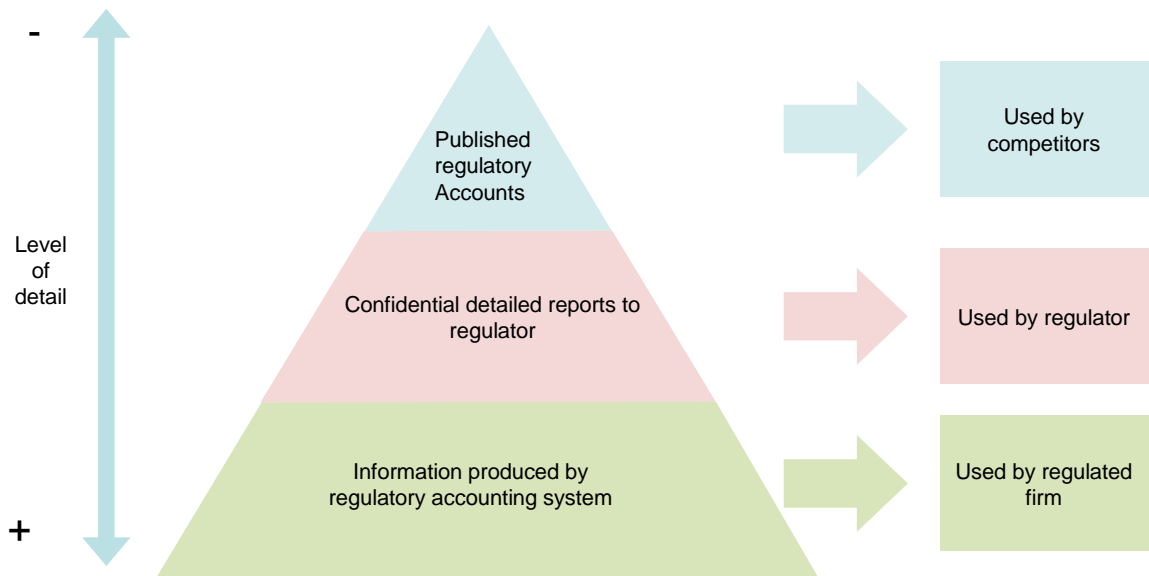 -
Level
of
detail
+
Published
regulatory
Accounts
Confidential detailed reports to
regulator
Information produced by
regulatory accounting system
Used by
competitors
Used by regulator
Used by regulated
firm